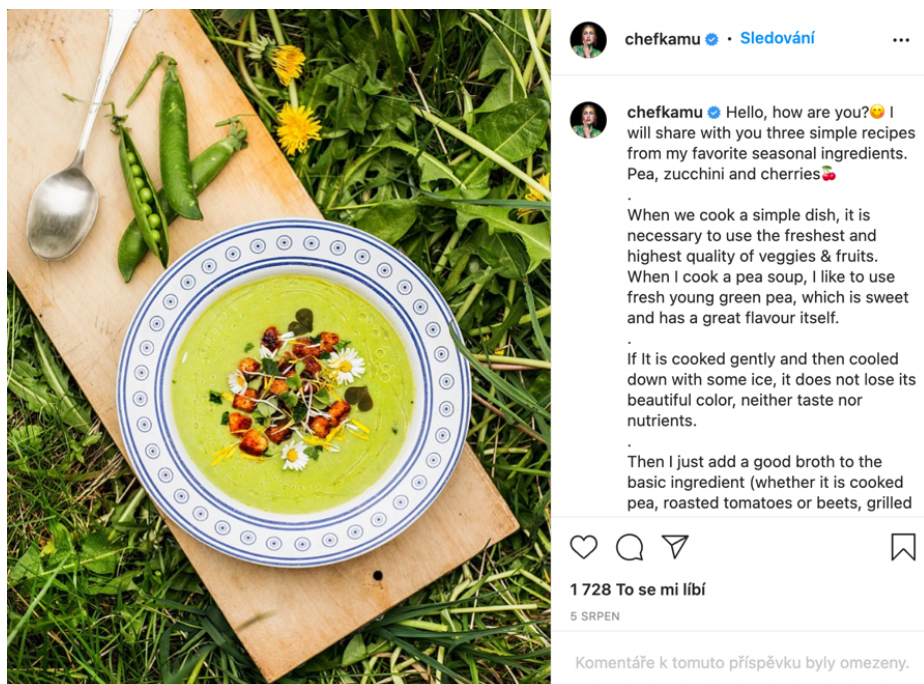 chefkamu • Sledování
chefkamu Hello, how are you?😋 I
will share with you three simple recipes
from my favorite seasonal ingredients.
Pea, zucchini and cherries🍒
.
When we cook a simple dish, it is
necessary to use the freshest and
highest quality of veggies & fruits.
When I cook a pea soup, I like to use
fresh young green pea, which is sweet
and has a great flavour itself.
.
If It is cooked gently and then cooled
down with some ice, it does not lose its
beautiful color, neither taste nor
nutrients.
.
Then I just add a good broth to the
basic ingredient (whether it is cooked
pea, roasted tomatoes or beets, grilled
1 728 To se mi líbí
5 SRPEN
Komentáře k tomuto příspěvku byly omezeny.